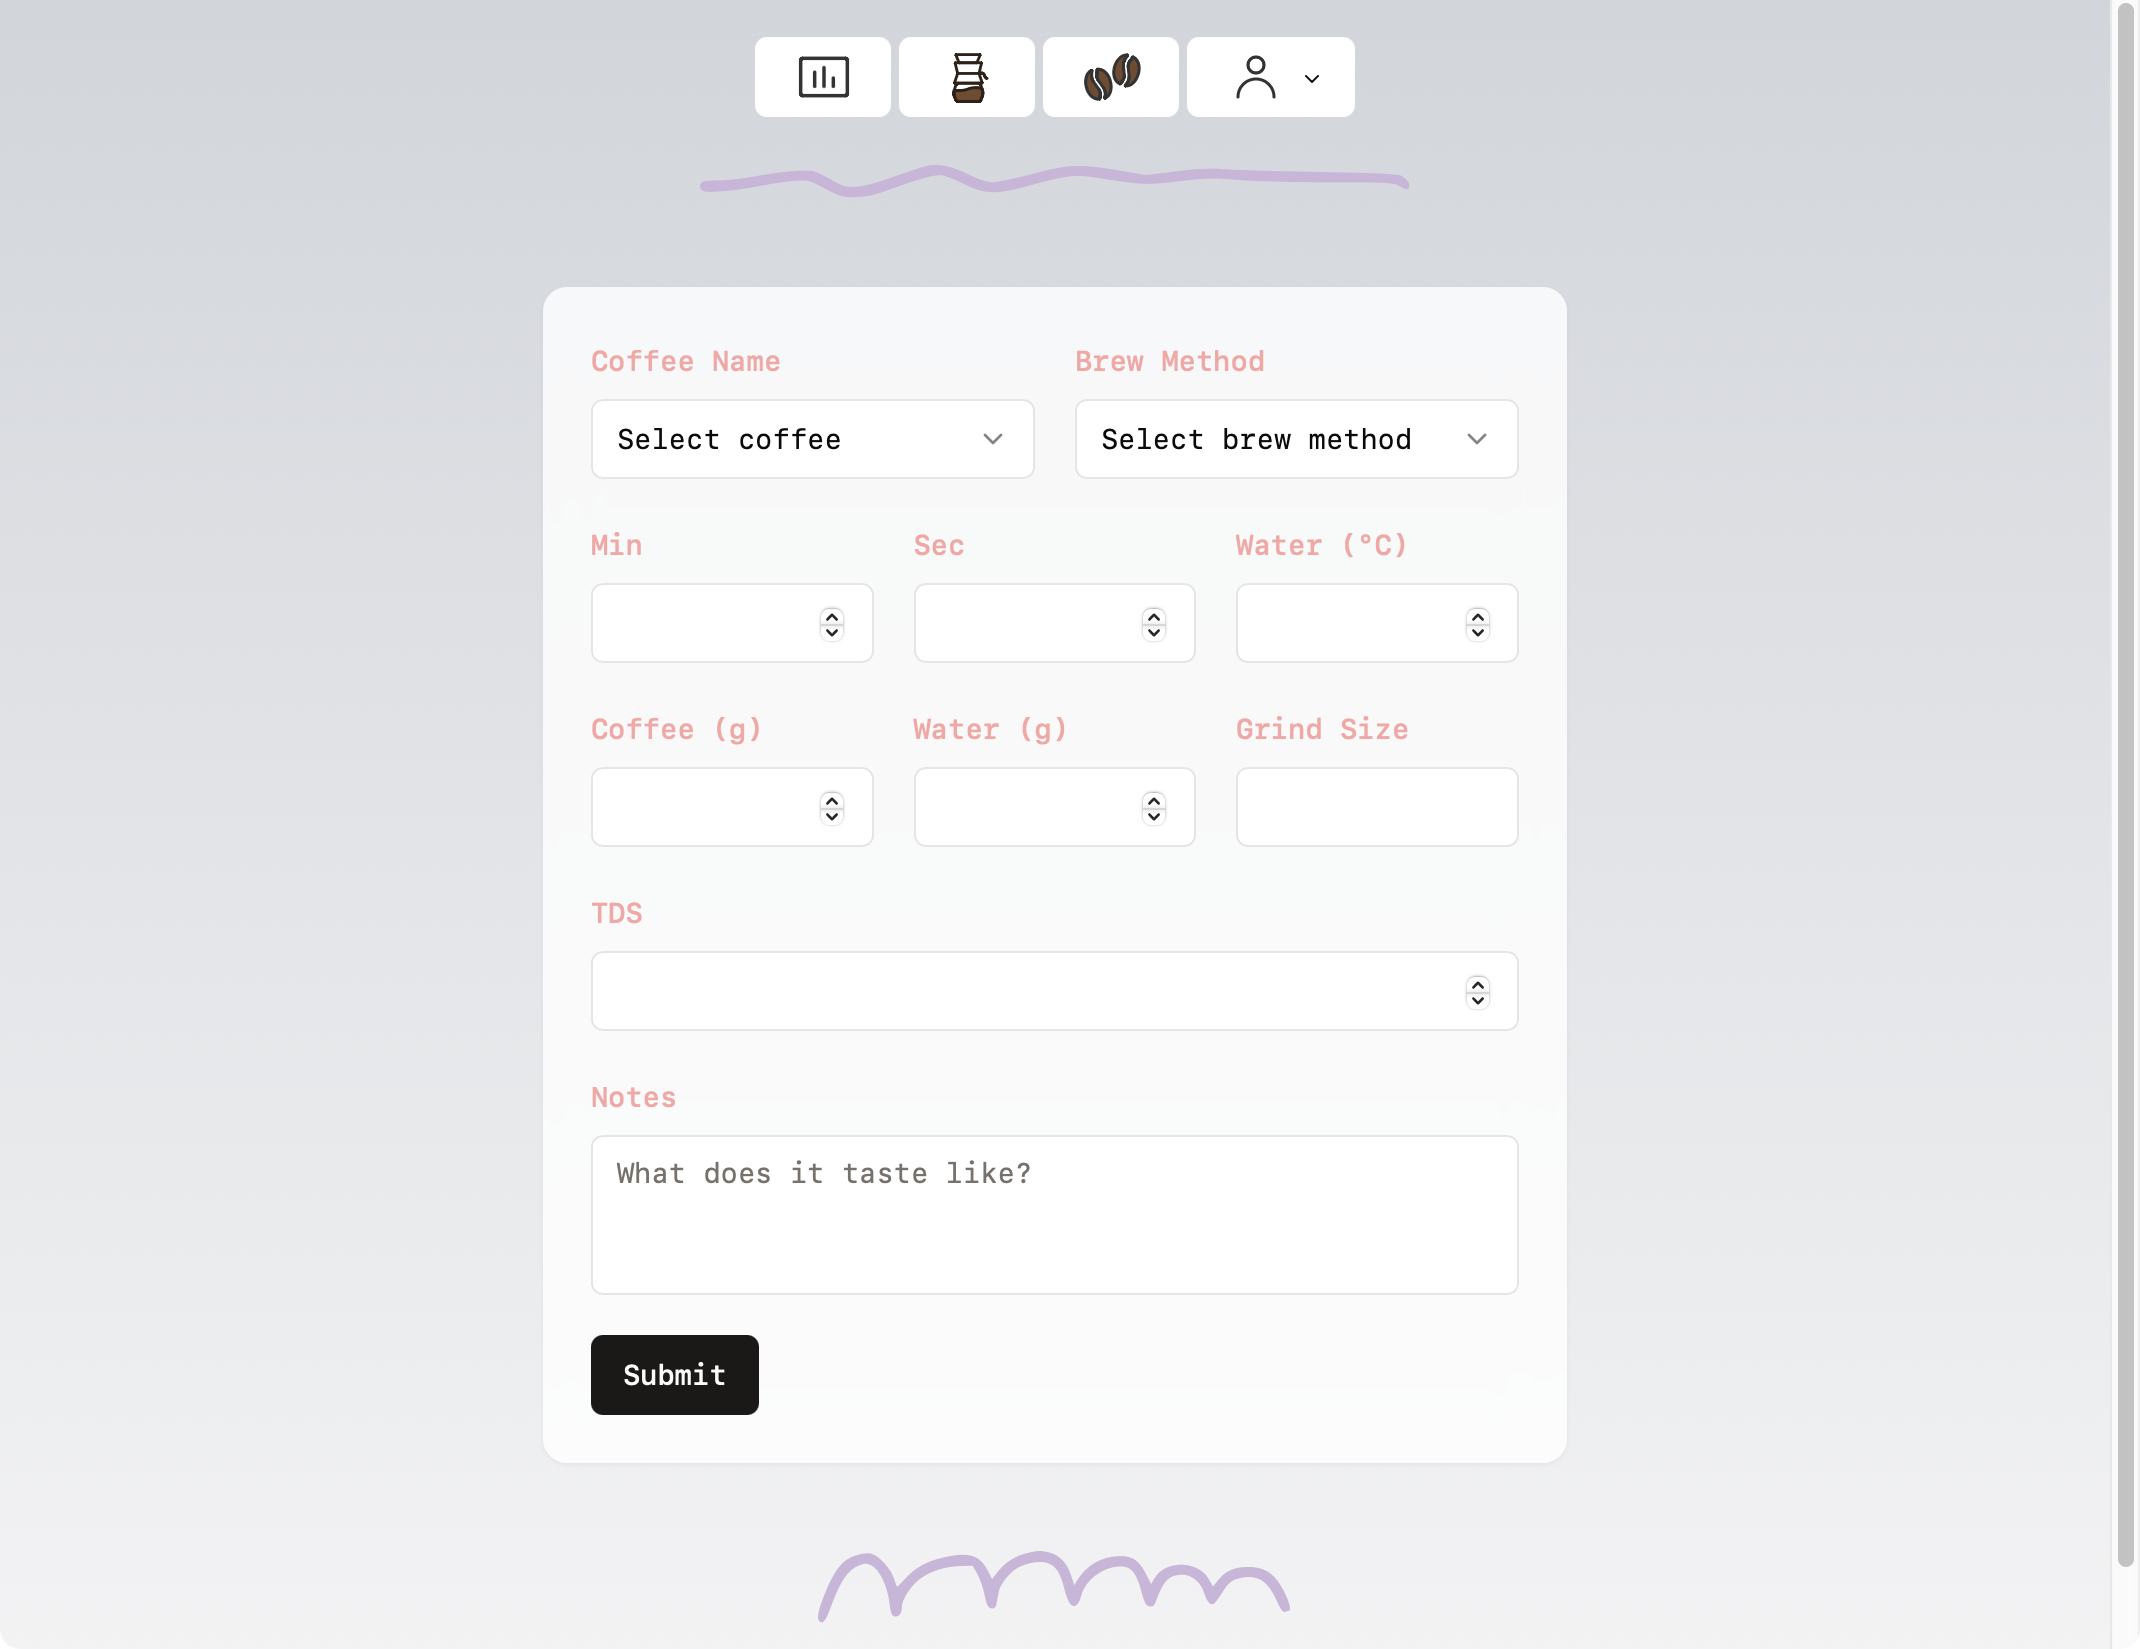 Coffee Name Brew Method
Select coffee Select brew method
Min Sec Water (°C)
Coffee (g) Water (g) Grind Size
TDS
Notes
What does it taste like?
Submit